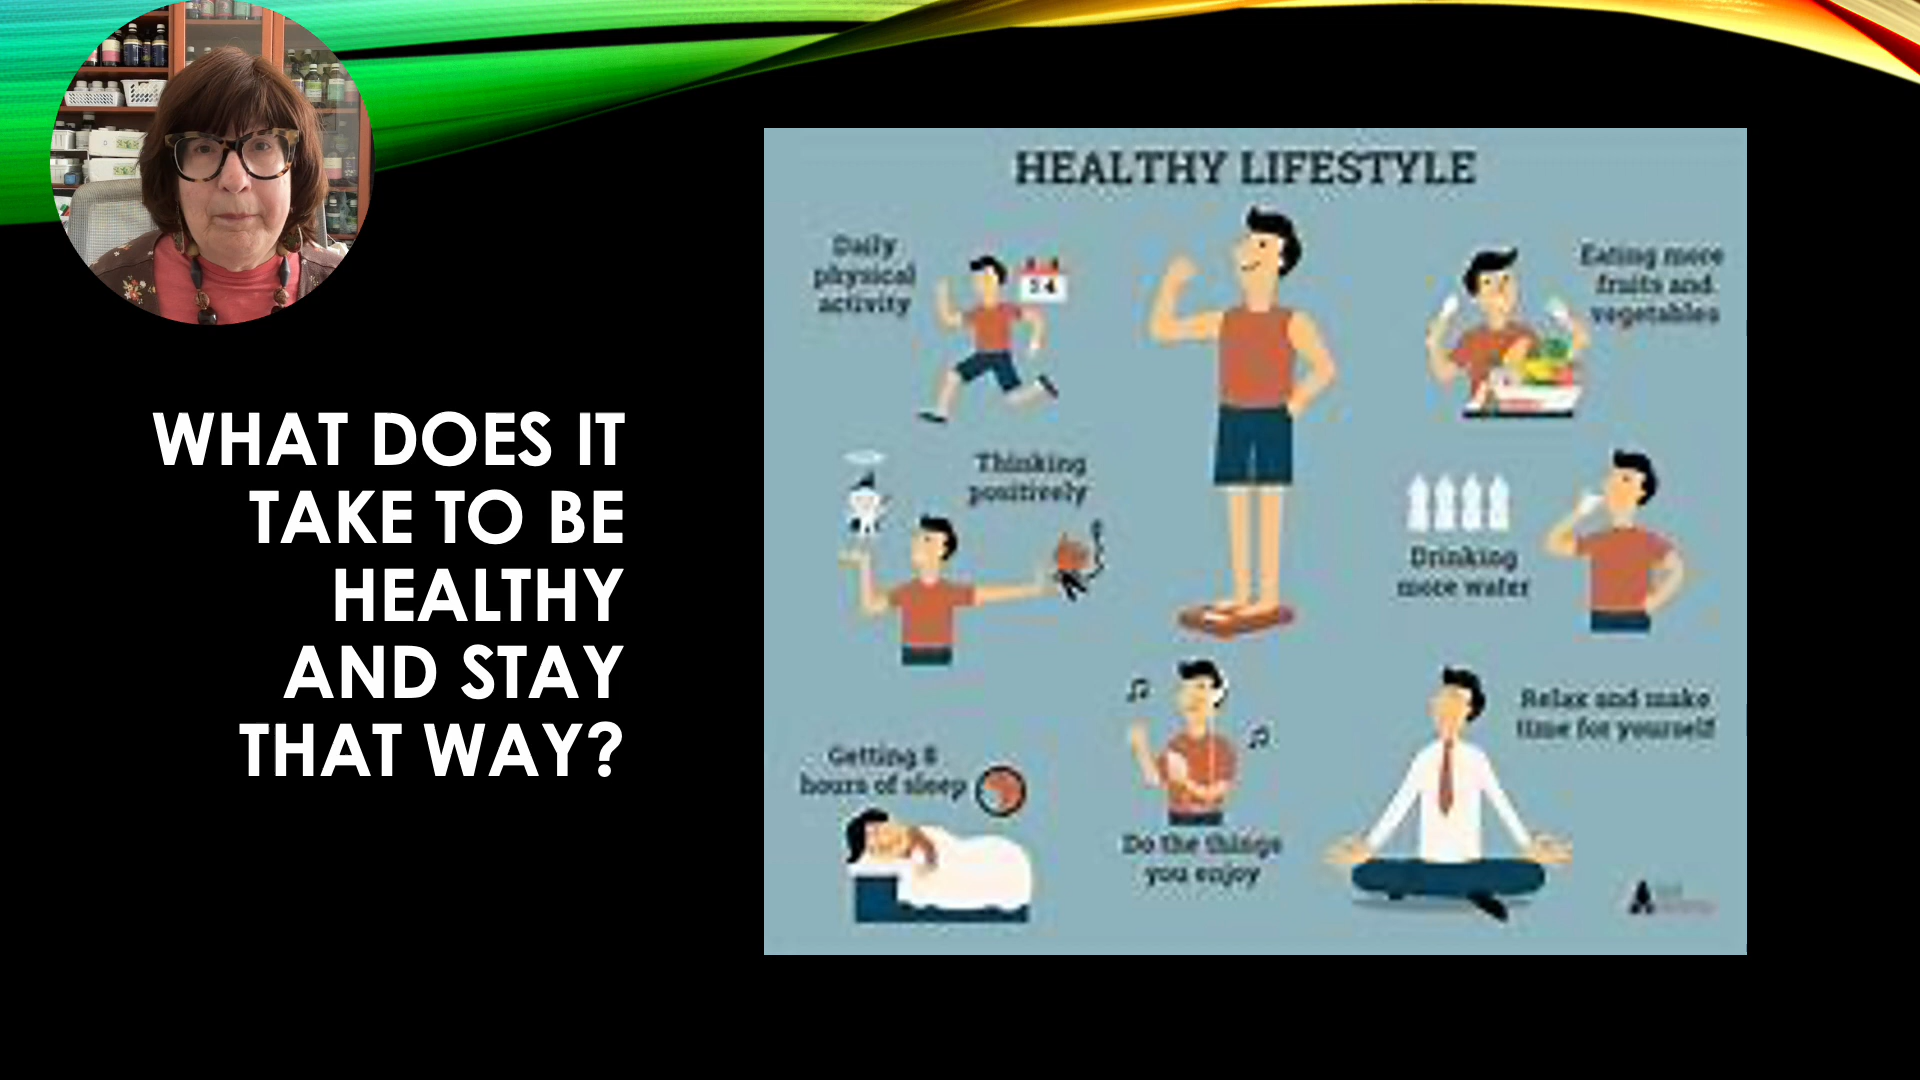 WHAT DOES IT
TAKE TO BE
HEALTHY
AND STAY
THAT WAY?
HEALTHY LIFESTYLE
Daily
physical
activity
Eating more
fruits and
vegetables
Thinking
positively
Drinking
more water
Relax and make
time for yourself
Getting 8
hours of sleep
Do the things
you enjoy